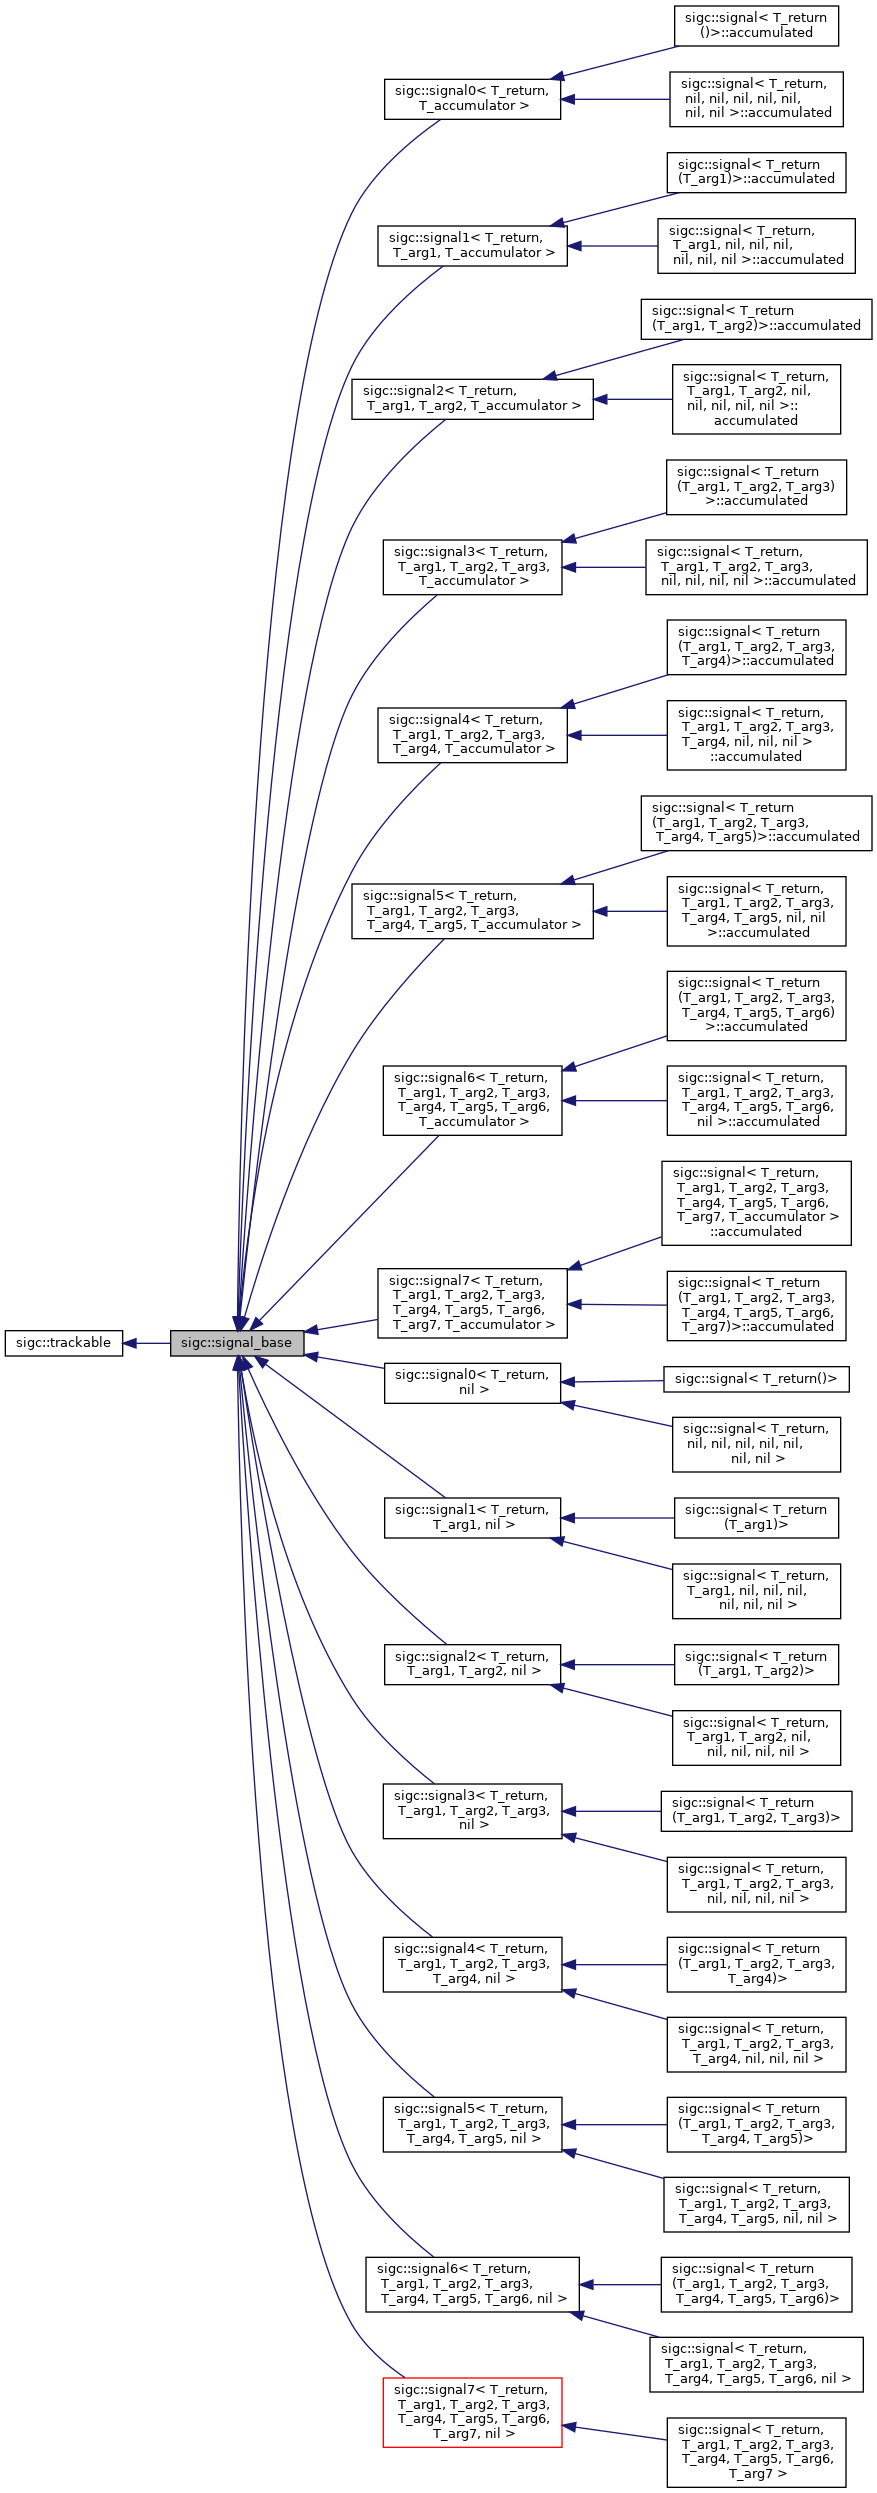 sigc::trackable
sigc::signal_base
sigc::signal0< T_return,
T_accumulator >
sigc::signal< T_return
()>::accumulated
sigc::signal< T_return,
nil, nil, nil, nil, nil,
nil, nil >::accumulated
sigc::signal1< T_return,
T_arg1, T_accumulator >
sigc::signal< T_return
(T_arg1)>::accumulated
sigc::signal< T_return,
T_arg1, nil, nil, nil,
nil, nil, nil >::accumulated
sigc::signal2< T_return,
T_arg1, T_arg2, T_accumulator >
sigc::signal< T_return
(T_arg1, T_arg2)>::accumulated
sigc::signal< T_return,
T_arg1, T_arg2, nil,
nil, nil, nil, nil >::
accumulated
sigc::signal3< T_return,
T_arg1, T_arg2, T_arg3,
T_accumulator >
sigc::signal< T_return
(T_arg1, T_arg2, T_arg3)
>::accumulated
sigc::signal< T_return,
T_arg1, T_arg2, T_arg3,
nil, nil, nil, nil >::accumulated
sigc::signal4< T_return,
T_arg1, T_arg2, T_arg3,
T_arg4, T_accumulator >
sigc::signal< T_return
(T_arg1, T_arg2, T_arg3,
T_arg4)>::accumulated
sigc::signal< T_return,
T_arg1, T_arg2, T_arg3,
T_arg4, nil, nil, nil >
::accumulated
sigc::signal5< T_return,
T_arg1, T_arg2, T_arg3,
T_arg4, T_arg5, T_accumulator >
sigc::signal< T_return
(T_arg1, T_arg2, T_arg3,
T_arg4, T_arg5)>::accumulated
sigc::signal< T_return,
T_arg1, T_arg2, T_arg3,
T_arg4, T_arg5, nil, nil
>::accumulated
sigc::signal6< T_return,
T_arg1, T_arg2, T_arg3,
T_arg4, T_arg5, T_arg6,
T_accumulator >
sigc::signal< T_return
(T_arg1, T_arg2, T_arg3,
T_arg4, T_arg5, T_arg6)
>::accumulated
sigc::signal< T_return,
T_arg1, T_arg2, T_arg3,
T_arg4, T_arg5, T_arg6,
nil >::accumulated
sigc::signal7< T_return,
T_arg1, T_arg2, T_arg3,
T_arg4, T_arg5, T_arg6,
T_arg7, T_accumulator >
sigc::signal< T_return,
T_arg1, T_arg2, T_arg3,
T_arg4, T_arg5, T_arg6,
T_arg7, T_accumulator >
::accumulated
sigc::signal< T_return
(T_arg1, T_arg2, T_arg3,
T_arg4, T_arg5, T_arg6,
T_arg7)>::accumulated
sigc::signal0< T_return,
nil >
sigc::signal< T_return()>
sigc::signal< T_return,
nil, nil, nil, nil, nil,
nil, nil >
sigc::signal1< T_return,
T_arg1, nil >
sigc::signal< T_return
(T_arg1)>
sigc::signal< T_return,
T_arg1, nil, nil, nil,
nil, nil, nil >
sigc::signal2< T_return,
T_arg1, T_arg2, nil >
sigc::signal< T_return
(T_arg1, T_arg2)>
sigc::signal< T_return,
T_arg1, T_arg2, nil,
nil, nil, nil, nil >
sigc::signal3< T_return,
T_arg1, T_arg2, T_arg3,
nil >
sigc::signal< T_return
(T_arg1, T_arg2, T_arg3)>
sigc::signal< T_return,
T_arg1, T_arg2, T_arg3,
nil, nil, nil, nil >
sigc::signal4< T_return,
T_arg1, T_arg2, T_arg3,
T_arg4, nil >
sigc::signal< T_return
(T_arg1, T_arg2, T_arg3,
T_arg4)>
sigc::signal< T_return,
T_arg1, T_arg2, T_arg3,
T_arg4, nil, nil, nil >
sigc::signal5< T_return,
T_arg1, T_arg2, T_arg3,
T_arg4, T_arg5, nil >
sigc::signal< T_return
(T_arg1, T_arg2, T_arg3,
T_arg4, T_arg5)>
sigc::signal< T_return,
T_arg1, T_arg2, T_arg3,
T_arg4, T_arg5, nil, nil >
sigc::signal6< T_return,
T_arg1, T_arg2, T_arg3,
T_arg4, T_arg5, T_arg6, nil >
sigc::signal< T_return
(T_arg1, T_arg2, T_arg3,
T_arg4, T_arg5, T_arg6)>
sigc::signal< T_return,
T_arg1, T_arg2, T_arg3,
T_arg4, T_arg5, T_arg6, nil >
sigc::signal7< T_return,
T_arg1, T_arg2, T_arg3,
T_arg4, T_arg5, T_arg6,
T_arg7, nil >
sigc::signal< T_return,
T_arg1, T_arg2, T_arg3,
T_arg4, T_arg5, T_arg6,
T_arg7 >